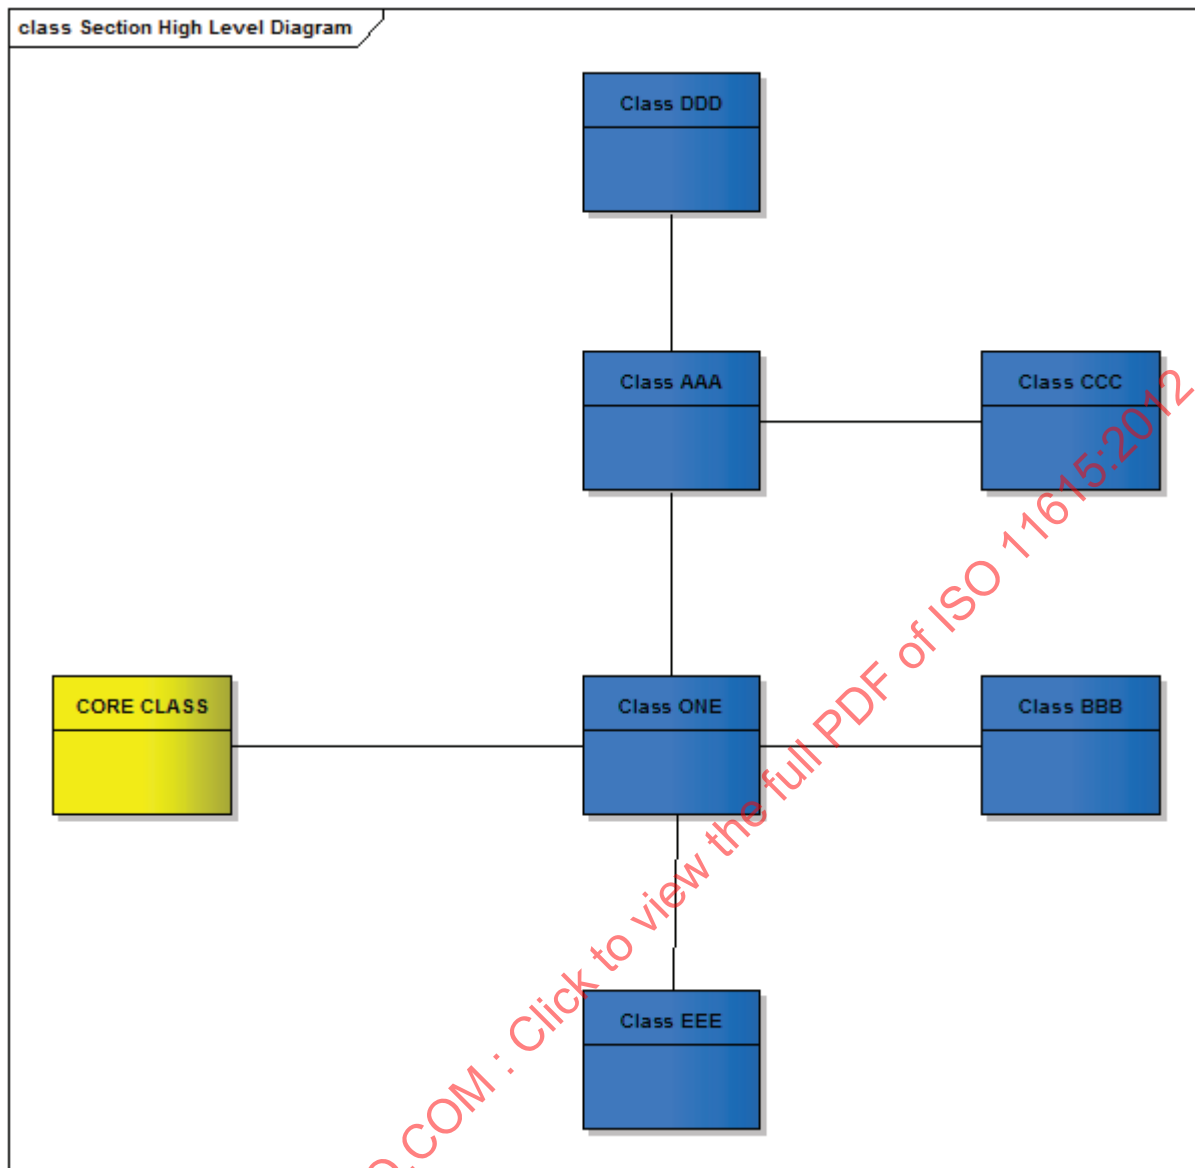 class Section High Level Diagram
Class DDD
Class AAA
Class CCC
CORE CLASS
Class ONE
Class BBB
Class EEE
.COM : Click to view the full PDF of ISO 11615:2012